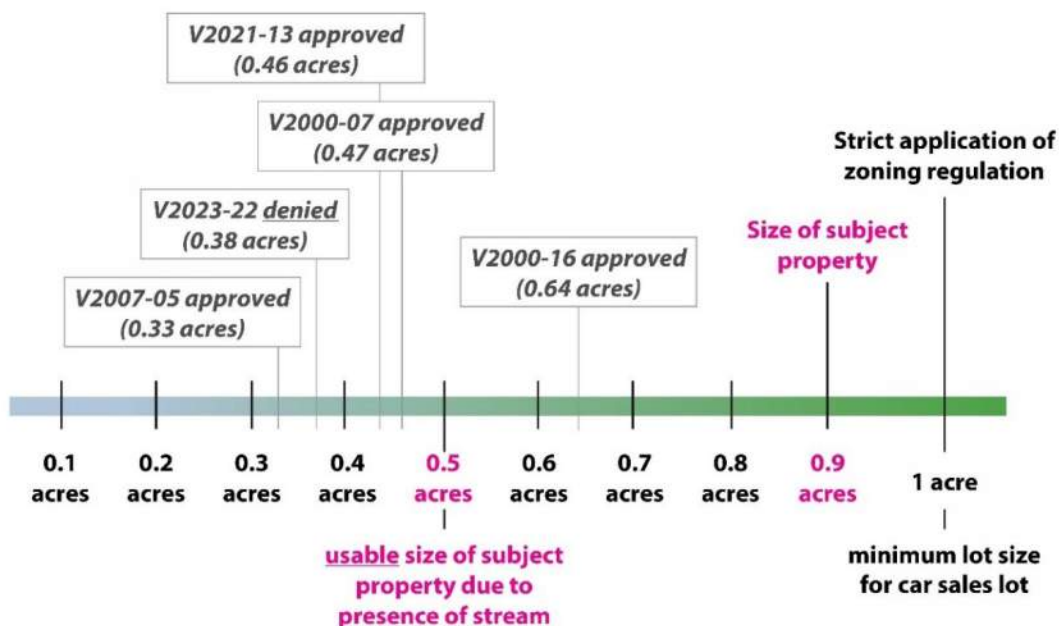 V2021-13 approved
(0.46 acres)
V2000-07 approved
(0.47 acres)
Strict application of
zoning regulation
V2023-22 denied
(0.38 acres)
Size of subject
property
V2000-16 approved
(0.64 acres)
V2007-05 approved
(0.33 acres)
0.1
acres
0.2
acres
0.3
acres
0.4
acres
0.5
acres
0.6
acres
0.7
acres
0.8
acres
0.9
acres
1 acre
usable size of subject
property due to
presence of stream
minimum lot size
for car sales lot